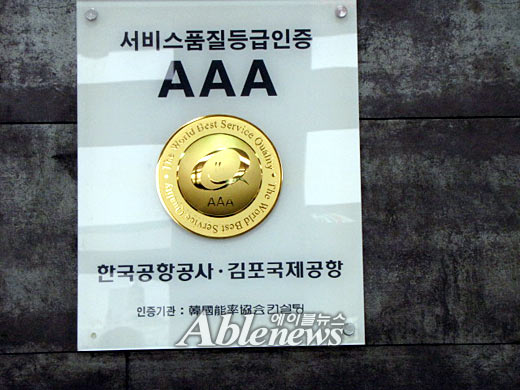 서비스품질등급인증
AAA
The World Best Service Quality · The World Best Service Quality ·
AAA
한국공항공사·김포국제공항
인증기관 : 韓國能率協会킨설팅
에이블뉴스
Ablenews